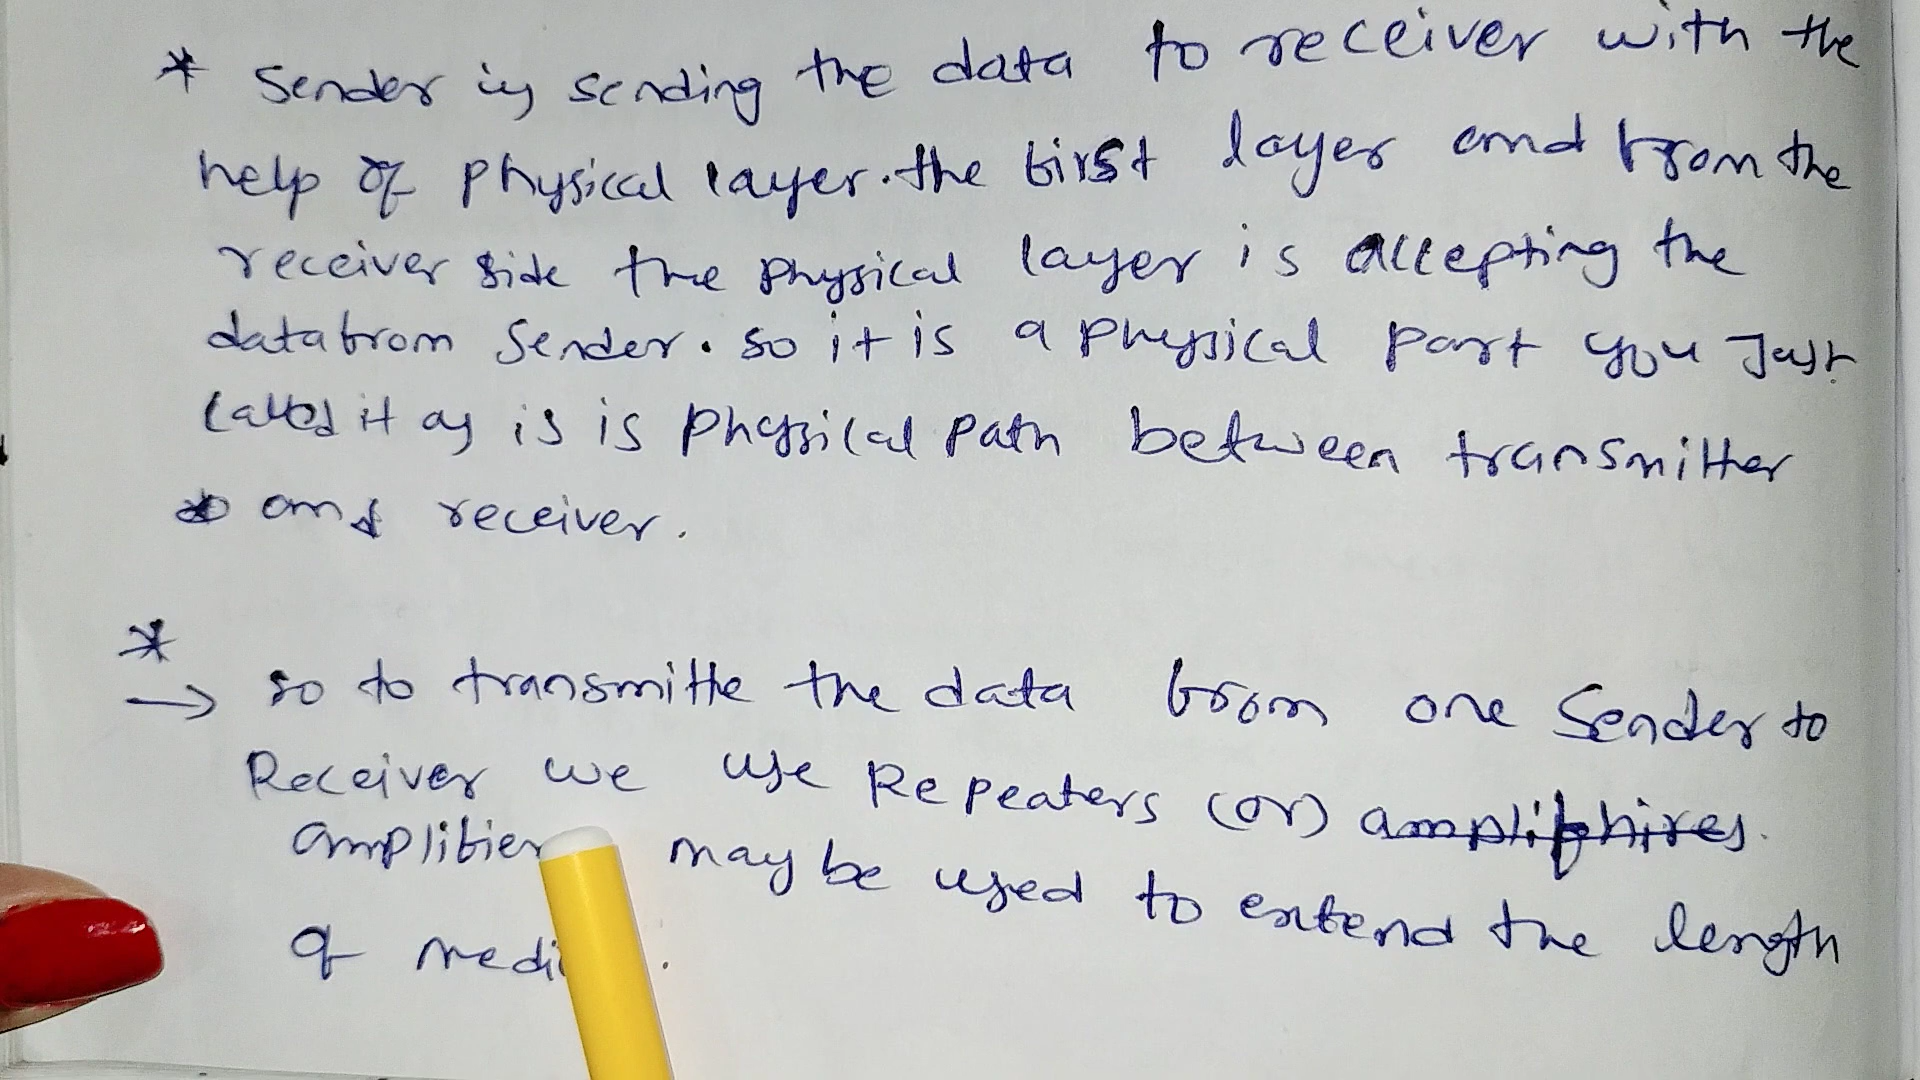 * Sender is sending the data to receiver with the
help of physical layer. the first layer and from the
receiver side the physical layer is accepting the
data from Sender. so it is a physical part you Just
called it as is is physical path between transmitter
and receiver.
*
→ so to transmitte the data from one Sender to
Receiver we use Repeaters (or) amplifhires.
amplifier may be used to extend the length
of medi .